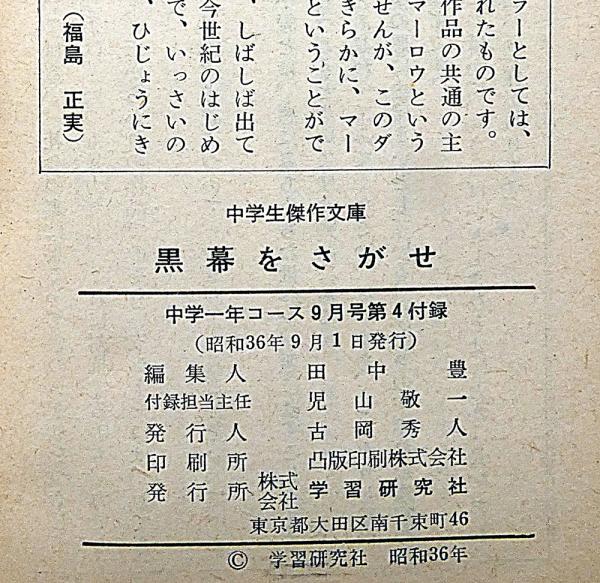 ラーとしては、
れたものです。
作品の共通の主
マーロウという
せんが、このダ
きらかに、マー
ということがで
、しばしば出て
今世紀のはじめ
で、いっさいの
、ひじょうにき
（福島 正実）
中学生傑作文庫
黒幕をさがせ
中学一年コース9月号第4付録
（昭和36年9月1日発行）
編集人 田中豊
付録担当主任 児山敬一
発行人 古岡秀人
印刷所 凸版印刷株式会社
発行所 株式会社 学習研究社
東京都大田区南千束町46
© 学習研究社 昭和36年